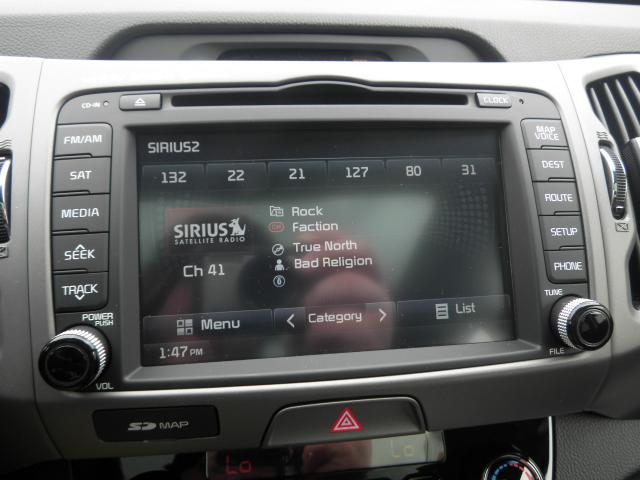 CD-IN
CLOCK
FM/AM
SAT
MEDIA
SEEK
TRACK
POWER
PUSH
VOL
SIRIUS2
132 22 21 127 80 31
SIRIUS
SATELLITE RADIO
Ch 41
Rock
CH Faction
True North
Bad Religion
Menu
Category
List
1:47 PM
MAP
VOICE
DEST
ROUTE
SETUP
PHONE
TUNE
FILE
SD MAP
Lo Lo